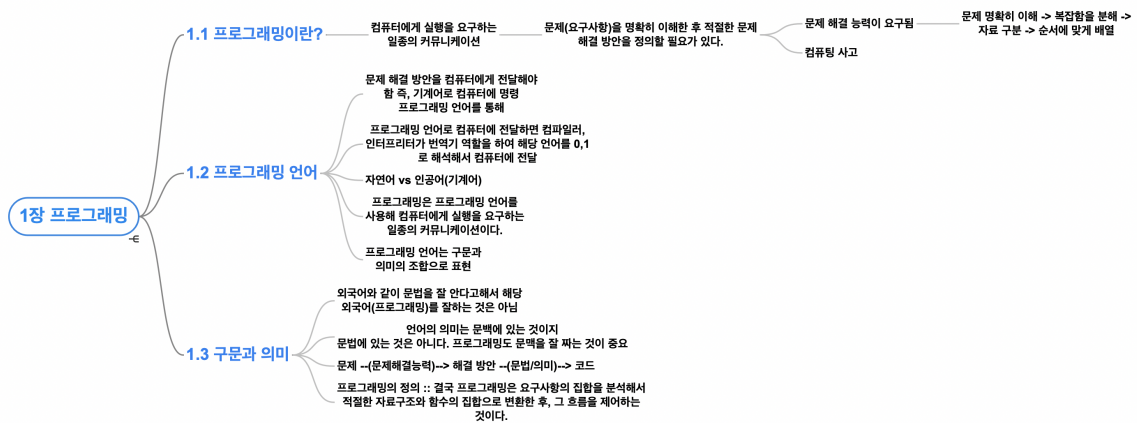 1장 프로그래밍
1.1 프로그래밍이란?
컴퓨터에게 실행을 요구하는
일종의 커뮤니케이션
문제(요구사항)을 명확히 이해한 후 적절한 문제
해결 방안을 정의할 필요가 있다.
문제 해결 능력이 요구됨
문제 명확히 이해 -> 복잡함을 분해 ->
자료 구분 -> 순서에 맞게 배열
컴퓨팅 사고
1.2 프로그래밍 언어
문제 해결 방안을 컴퓨터에게 전달해야
함 즉, 기계어로 컴퓨터에 명령
프로그래밍 언어를 통해
프로그래밍 언어로 컴퓨터에 전달하면 컴파일러,
인터프리터가 번역기 역할을 하여 해당 언어를 0,1
로 해석해서 컴퓨터에 전달
자연어 vs 인공어(기계어)
프로그래밍은 프로그래밍 언어를
사용해 컴퓨터에게 실행을 요구하는
일종의 커뮤니케이션이다.
프로그래밍 언어는 구문과
의미의 조합으로 표현
1.3 구문과 의미
외국어와 같이 문법을 잘 안다고해서 해당
외국어(프로그래밍)를 잘하는 것은 아님
언어의 의미는 문백에 있는 것이지
문법에 있는 것은 아니다. 프로그래밍도 문맥을 잘 짜는 것이 중요
문제 --(문제해결능력)--> 해결 방안 --(문법/의미)--> 코드
프로그래밍의 정의 :: 결국 프로그래밍은 요구사항의 집합을 분석해서
적절한 자료구조와 함수의 집합으로 변환한 후, 그 흐름을 제어하는
것이다.